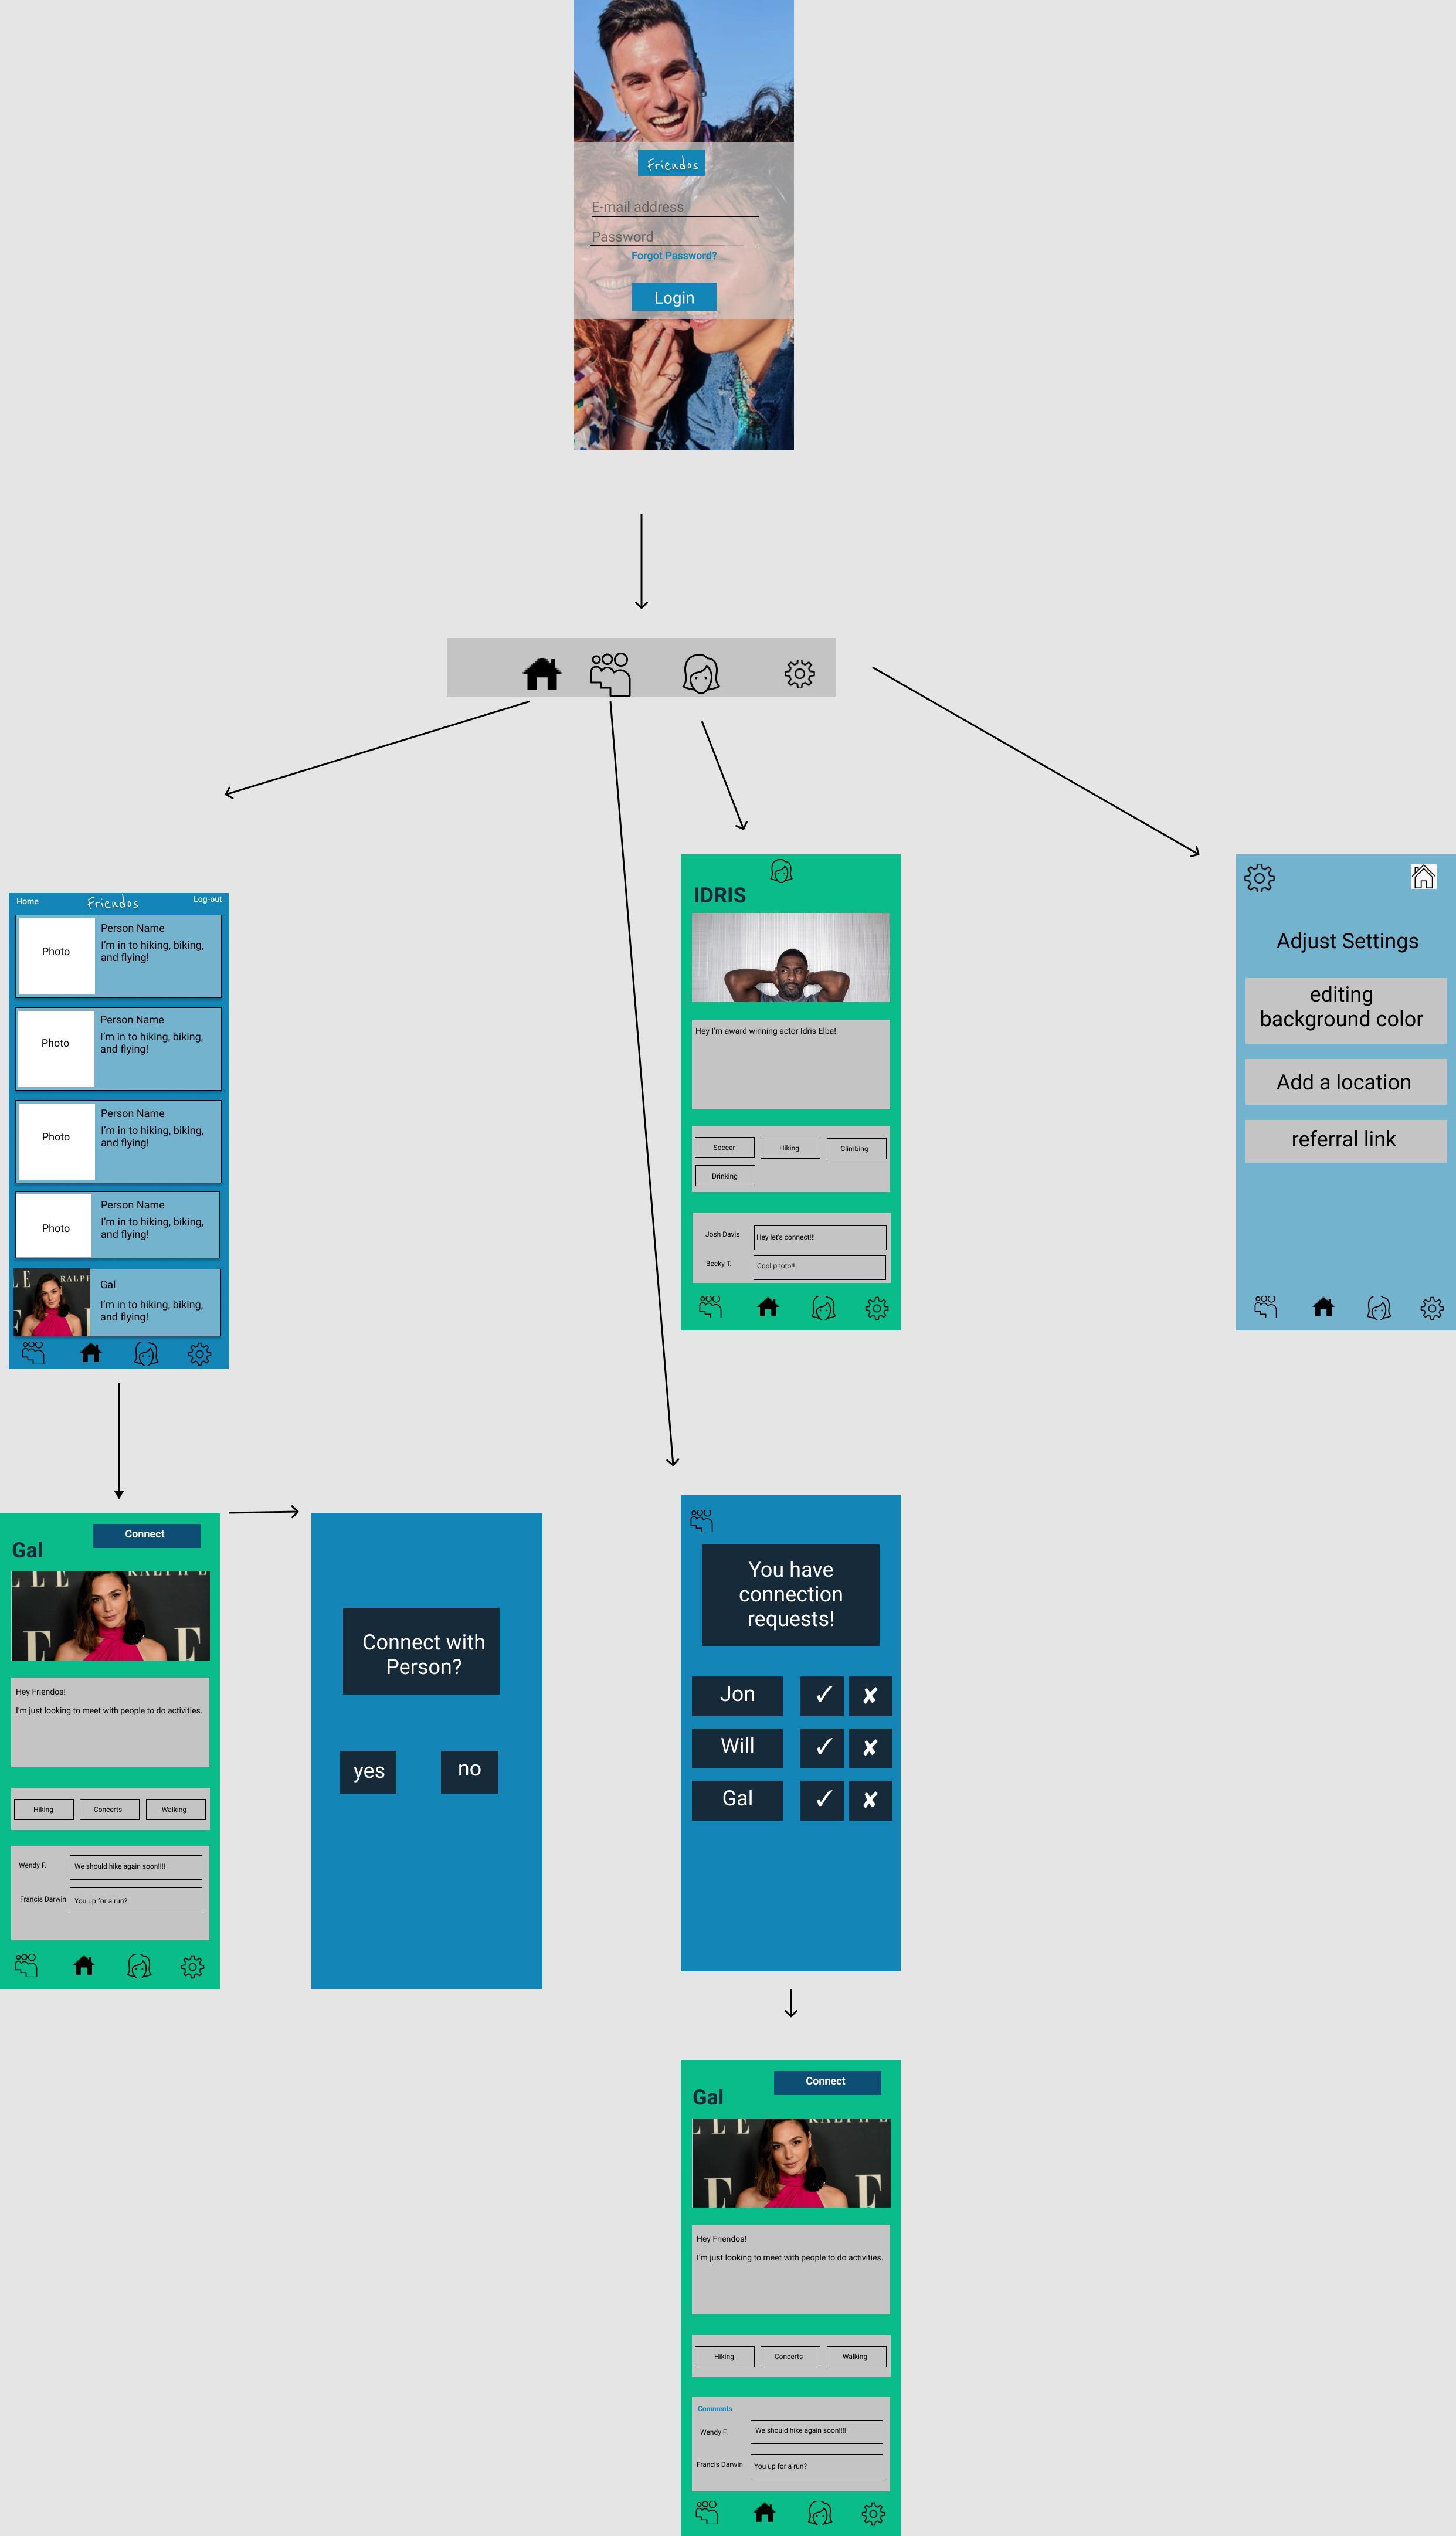 Friendos
E-mail address
Password
Forgot Password?
Login
Home
Friendos
Log-out
Photo
Person Name
I'm in to hiking, biking,
and flying!
Photo
Person Name
I'm in to hiking, biking,
and flying!
Photo
Person Name
I'm in to hiking, biking,
and flying!
Photo
Person Name
I'm in to hiking, biking,
and flying!
LE
RALPH
Gal
I'm in to hiking, biking,
and flying!
IDRIS
Hey I'm award winning actor Idris Elba!.
Soccer
Hiking
Climbing
Drinking
Josh Davis
Hey let's connect!!!
Becky T.
Cool photo!!
Adjust Settings
editing
background color
Add a location
referral link
Connect
Gal
LLE
RALPH L
E
E
Hey Friendos!
I'm just looking to meet with people to do activities.
Hiking
Concerts
Walking
Wendy F.
We should hike again soon!!!!
Francis Darwin
You up for a run?
Connect with
Person?
yes
no
You have
connection
requests!
Jon
✓
✘
Will
✓
✘
Gal
✓
✘
Connect
Gal
LLE
RALPH L
E
E
Hey Friendos!
I'm just looking to meet with people to do activities.
Hiking
Concerts
Walking
Comments
Wendy F.
We should hike again soon!!!!
Francis Darwin
You up for a run?